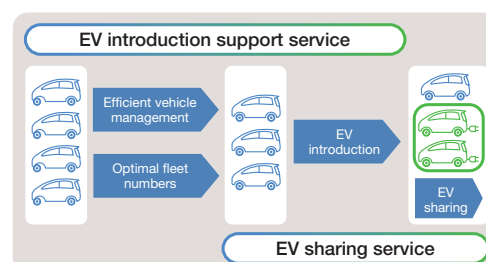 EV introduction support service
Efficient vehicle
management
Optimal fleet
numbers
EV
introduction
EV
sharing
EV sharing service